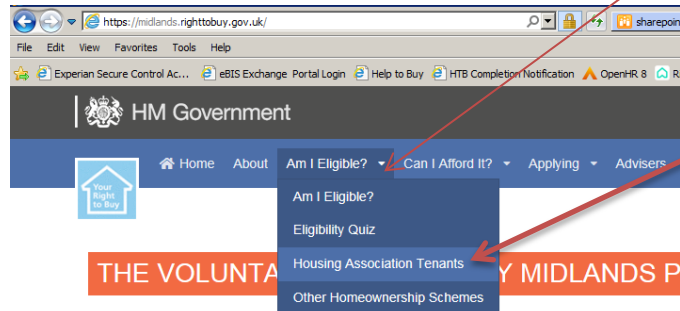 https://midlands.righttobuy.gov.uk/ sharepoin
File Edit View Favorites Tools Help
Experian Secure Control Ac... eBIS Exchange Portal Login Help to Buy HTB Completion Notification OpenHR 8 R
HM Government
Home About Am I Eligible? Can I Afford It? Applying Advisers
Your
Right
to Buy
Am I Eligible?
Eligibility Quiz
Housing Association Tenants
Other Homeownership Schemes
THE VOLUNTA Y MIDLANDS P